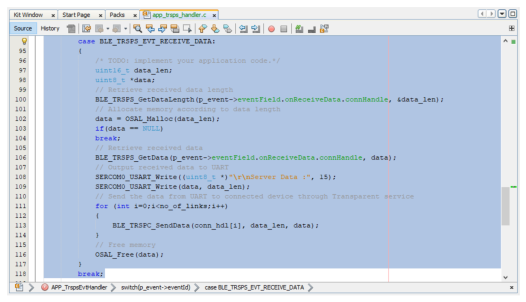 Kit Window x Start Page x Packs x app_trsps_handler.c x
Source History
case BLE_TRSPS_EVT_RECEIVE_DATA:
95 {
96 /* TODO: implement your application code.*/
97 uint16_t data_len;
98 uint8_t *data;
99 // Retrieve received data length
100 BLE_TRSPS_GetDataLength(p_event->eventField.onReceiveData.connHandle, &data_len);
101 // Allocate memory according to data length
102 data = OSAL_Malloc(data_len);
103 if(data == NULL)
104 break;
105 // Retrieve received data
106 BLE_TRSPS_GetData(p_event->eventField.onReceiveData.connHandle, data);
107 // Output received data to UART
108 SERCOM0_USART_Write((uint8_t *)"\r\nServer Data :", 15);
109 SERCOM0_USART_Write(data, data_len);
110 // Send the data from UART to connected device through Transparent service
111 for (int i=0;i<no_of_links;i++)
112 {
113 BLE_TRSPC_SendData(conn_hdl[i], data_len, data);
114 }
115 // Free memory
116 OSAL_Free(data);
117 }
118 break;
APP_TrspsEvtHandler switch(p_event->eventId) case BLE_TRSPS_EVT_RECEIVE_DATA: